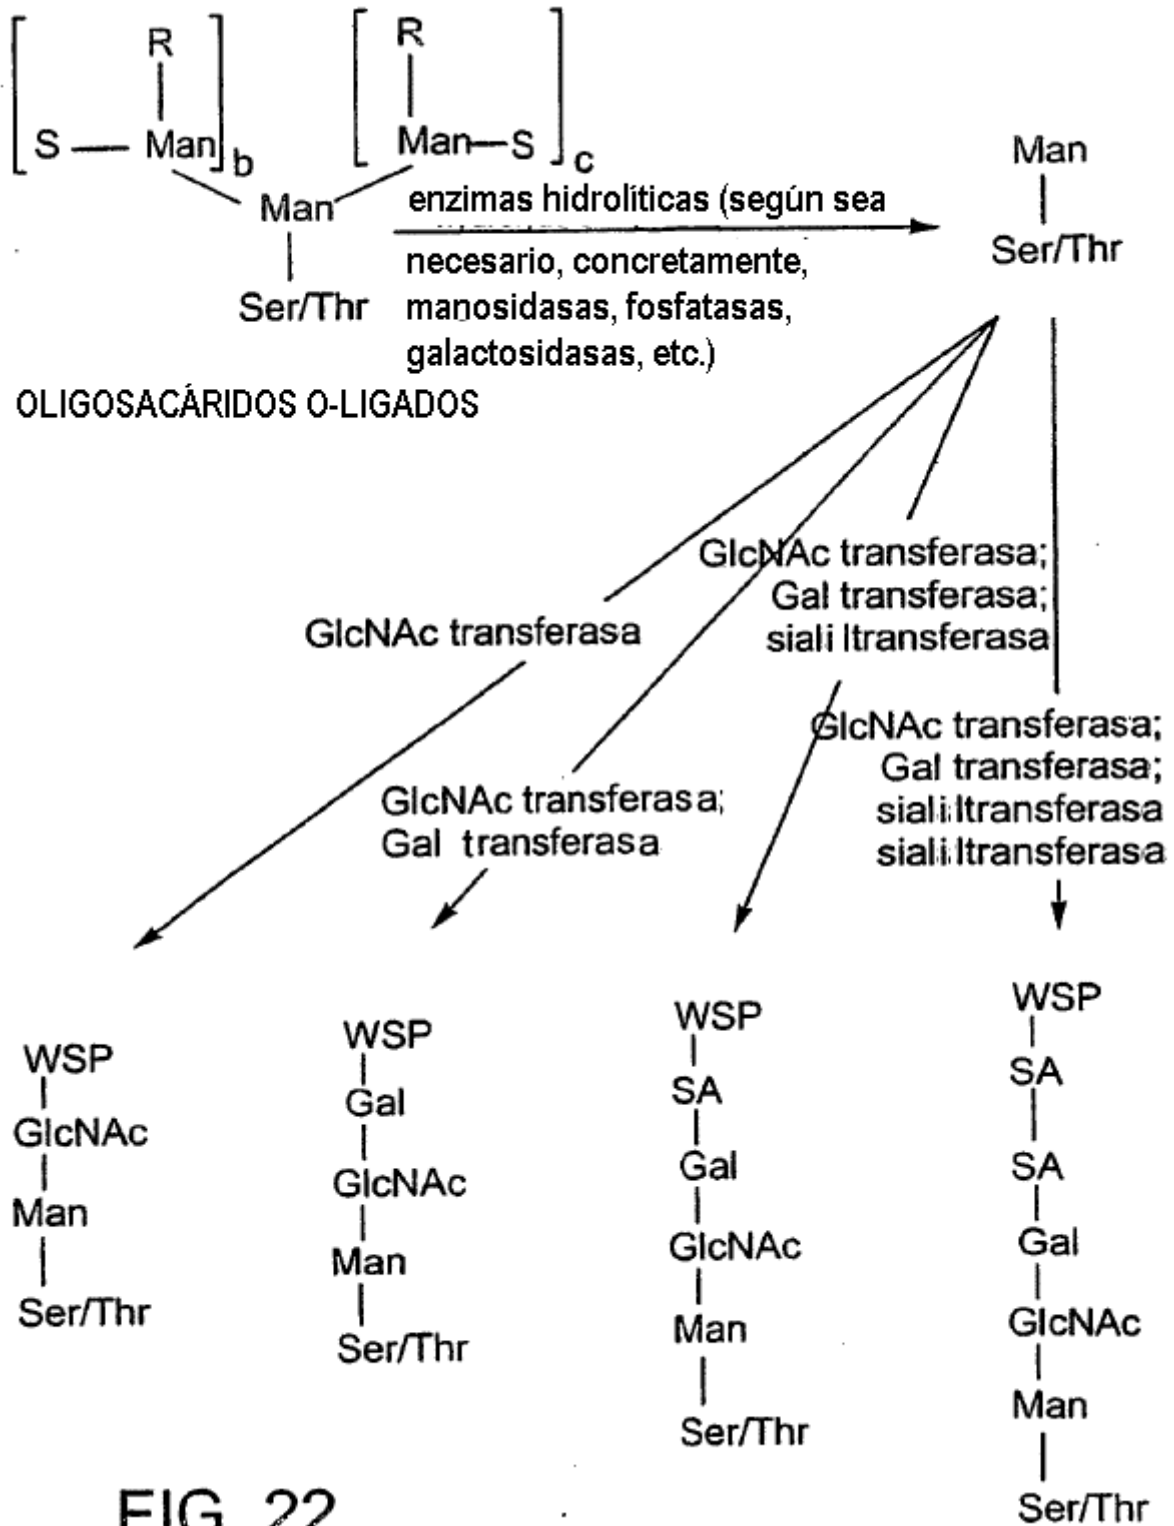 R
R
S — Man
b
Man—S
c
Man
Ser/Thr
OLIGOSACÁRIDOS O-LIGADOS
enzimas hidrolíticas (según sea
necesario, concretamente,
manosidasas, fosfatasas,
galactosidasas, etc.)
Man
Ser/Thr
GlcNAc transferasa
GlcNAc transferasa;
Gal transferasa
GlcNAc transferasa;
Gal transferasa;
siali ltransferasa
GlcNAc transferasa;
Gal transferasa;
siali ltransferasa
siali ltransferasa
WSP
GlcNAc
Man
Ser/Thr
WSP
Gal
GlcNAc
Man
Ser/Thr
WSP
SA
Gal
GlcNAc
Man
Ser/Thr
WSP
SA
SA
Gal
GlcNAc
Man
Ser/Thr
FIG. 22